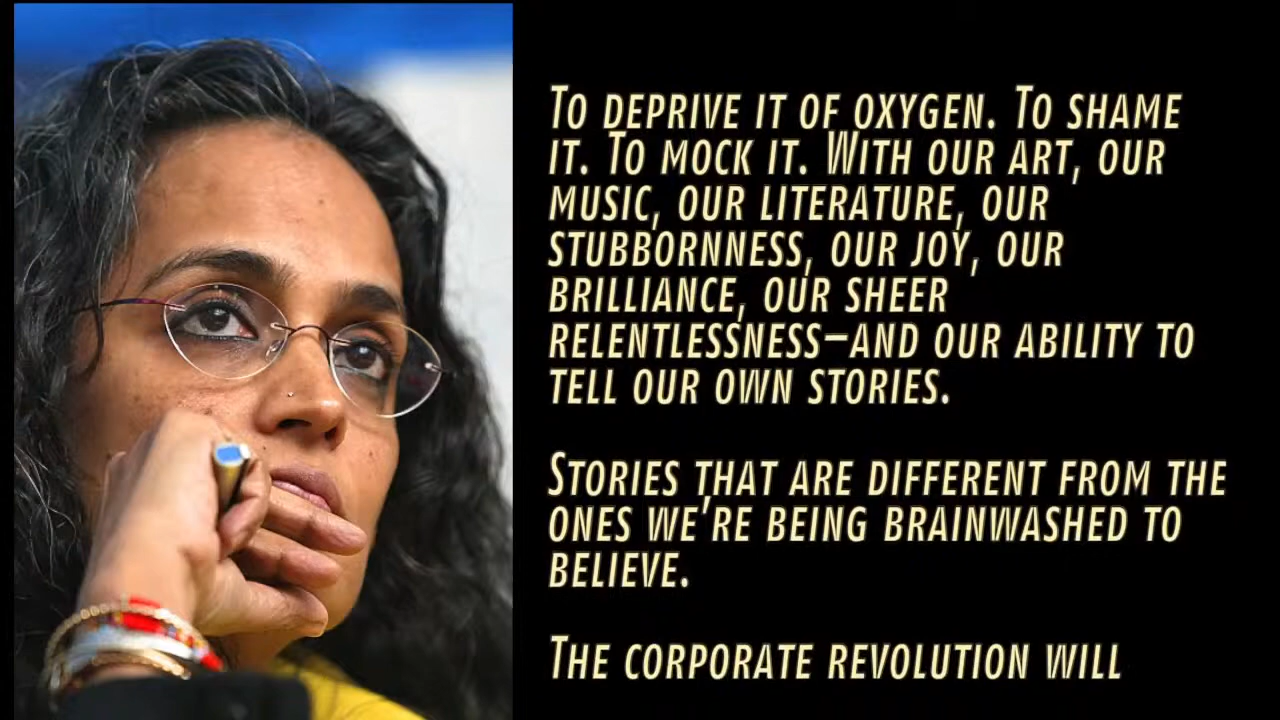 To deprive it of oxygen. To shame
it. To mock it. With our art, our
music, our literature, our
stubbornness, our joy, our
brilliance, our sheer
relentlessness–and our ability to
tell our own stories.
Stories that are different from the
ones we're being brainwashed to
believe.
The corporate revolution will